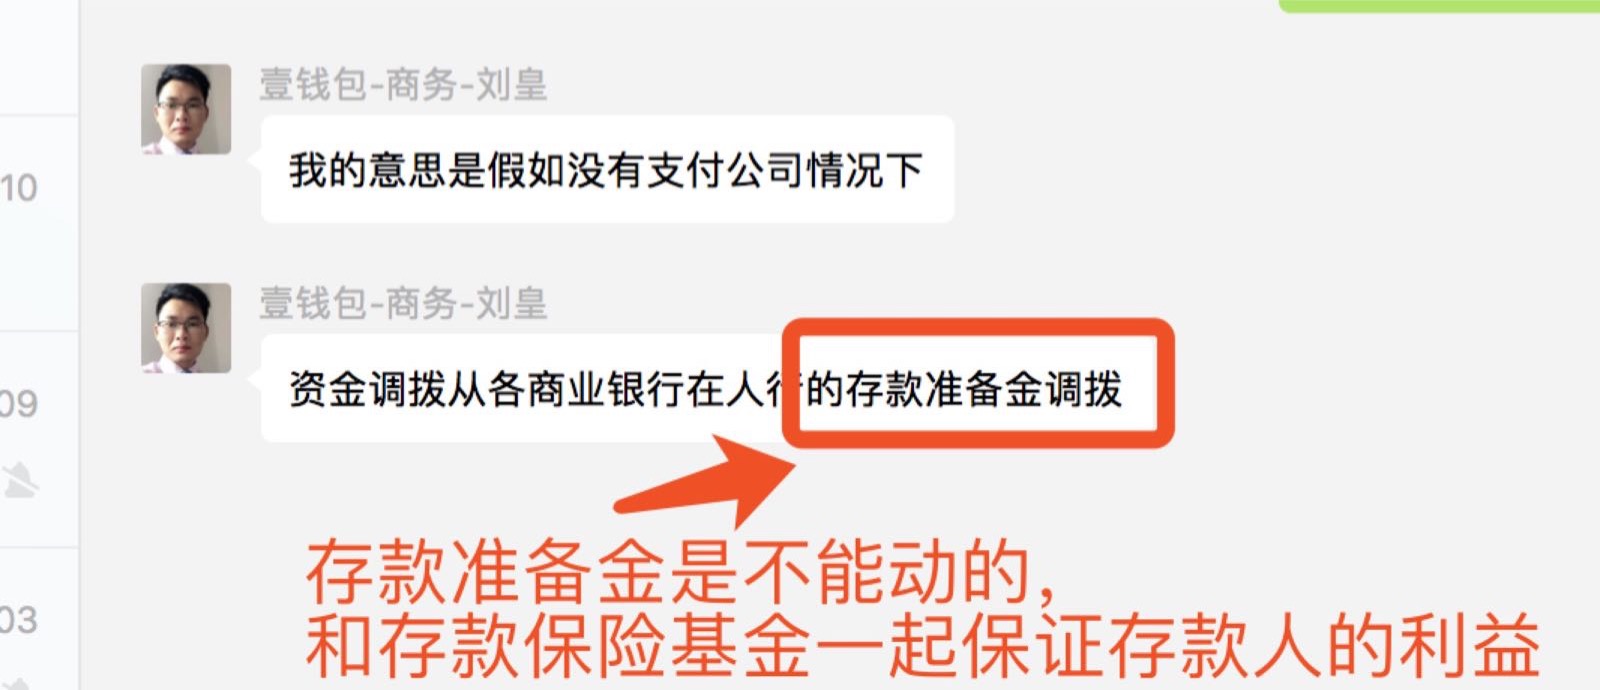 壹钱包-商务-刘皇
我的意思是假如没有支付公司情况下
10
壹钱包-商务-刘皇
资金调拨从各商业银行在人行的存款准备金调拨
09
存款准备金是不能动的，
03
和存款保险基金一起保证存款人的利益